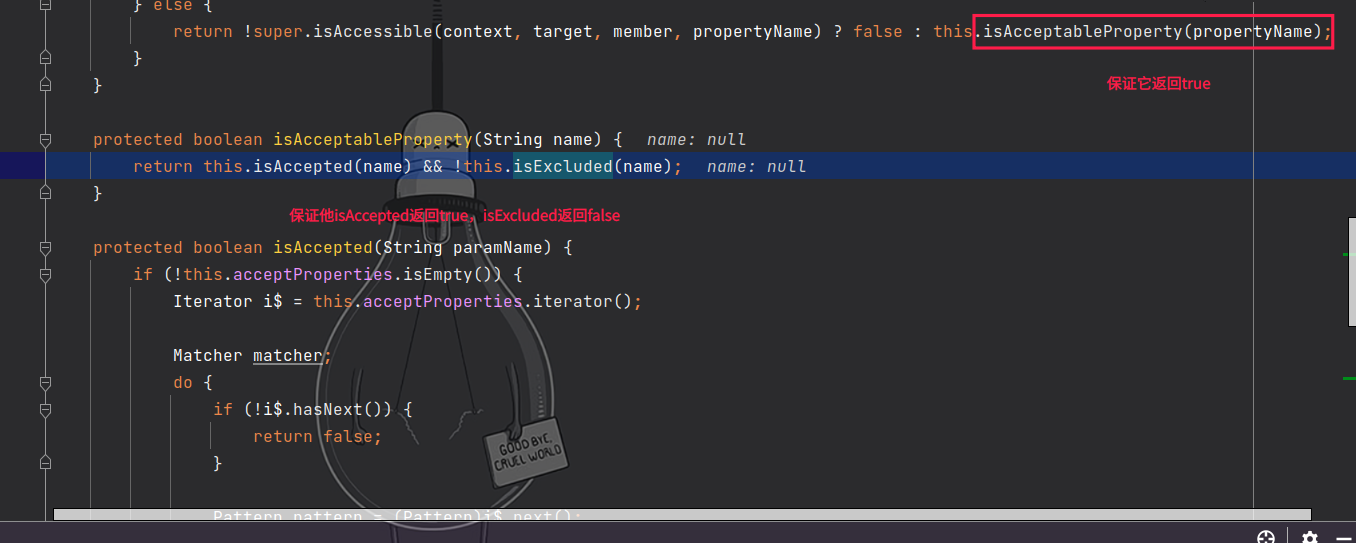 } else {
return !super.isAccessible(context, target, member, propertyName) ? false : this.isAcceptableProperty(propertyName);
}
保证它返回true
}
protected boolean isAcceptableProperty(String name) { name: null
return this.isAccepted(name) && !this.isExcluded(name); name: null
}
保证他isAccepted返回true、isExcluded返回false
protected boolean isAccepted(String paramName) {
if (!this.acceptProperties.isEmpty()) {
Iterator i$ = this.acceptProperties.iterator();
Matcher matcher;
do {
if (!i$.hasNext()) {
return false;
GOOD BYE,
CRUEL WORLD
}
Pattern pattern = (Pattern)i$.next();